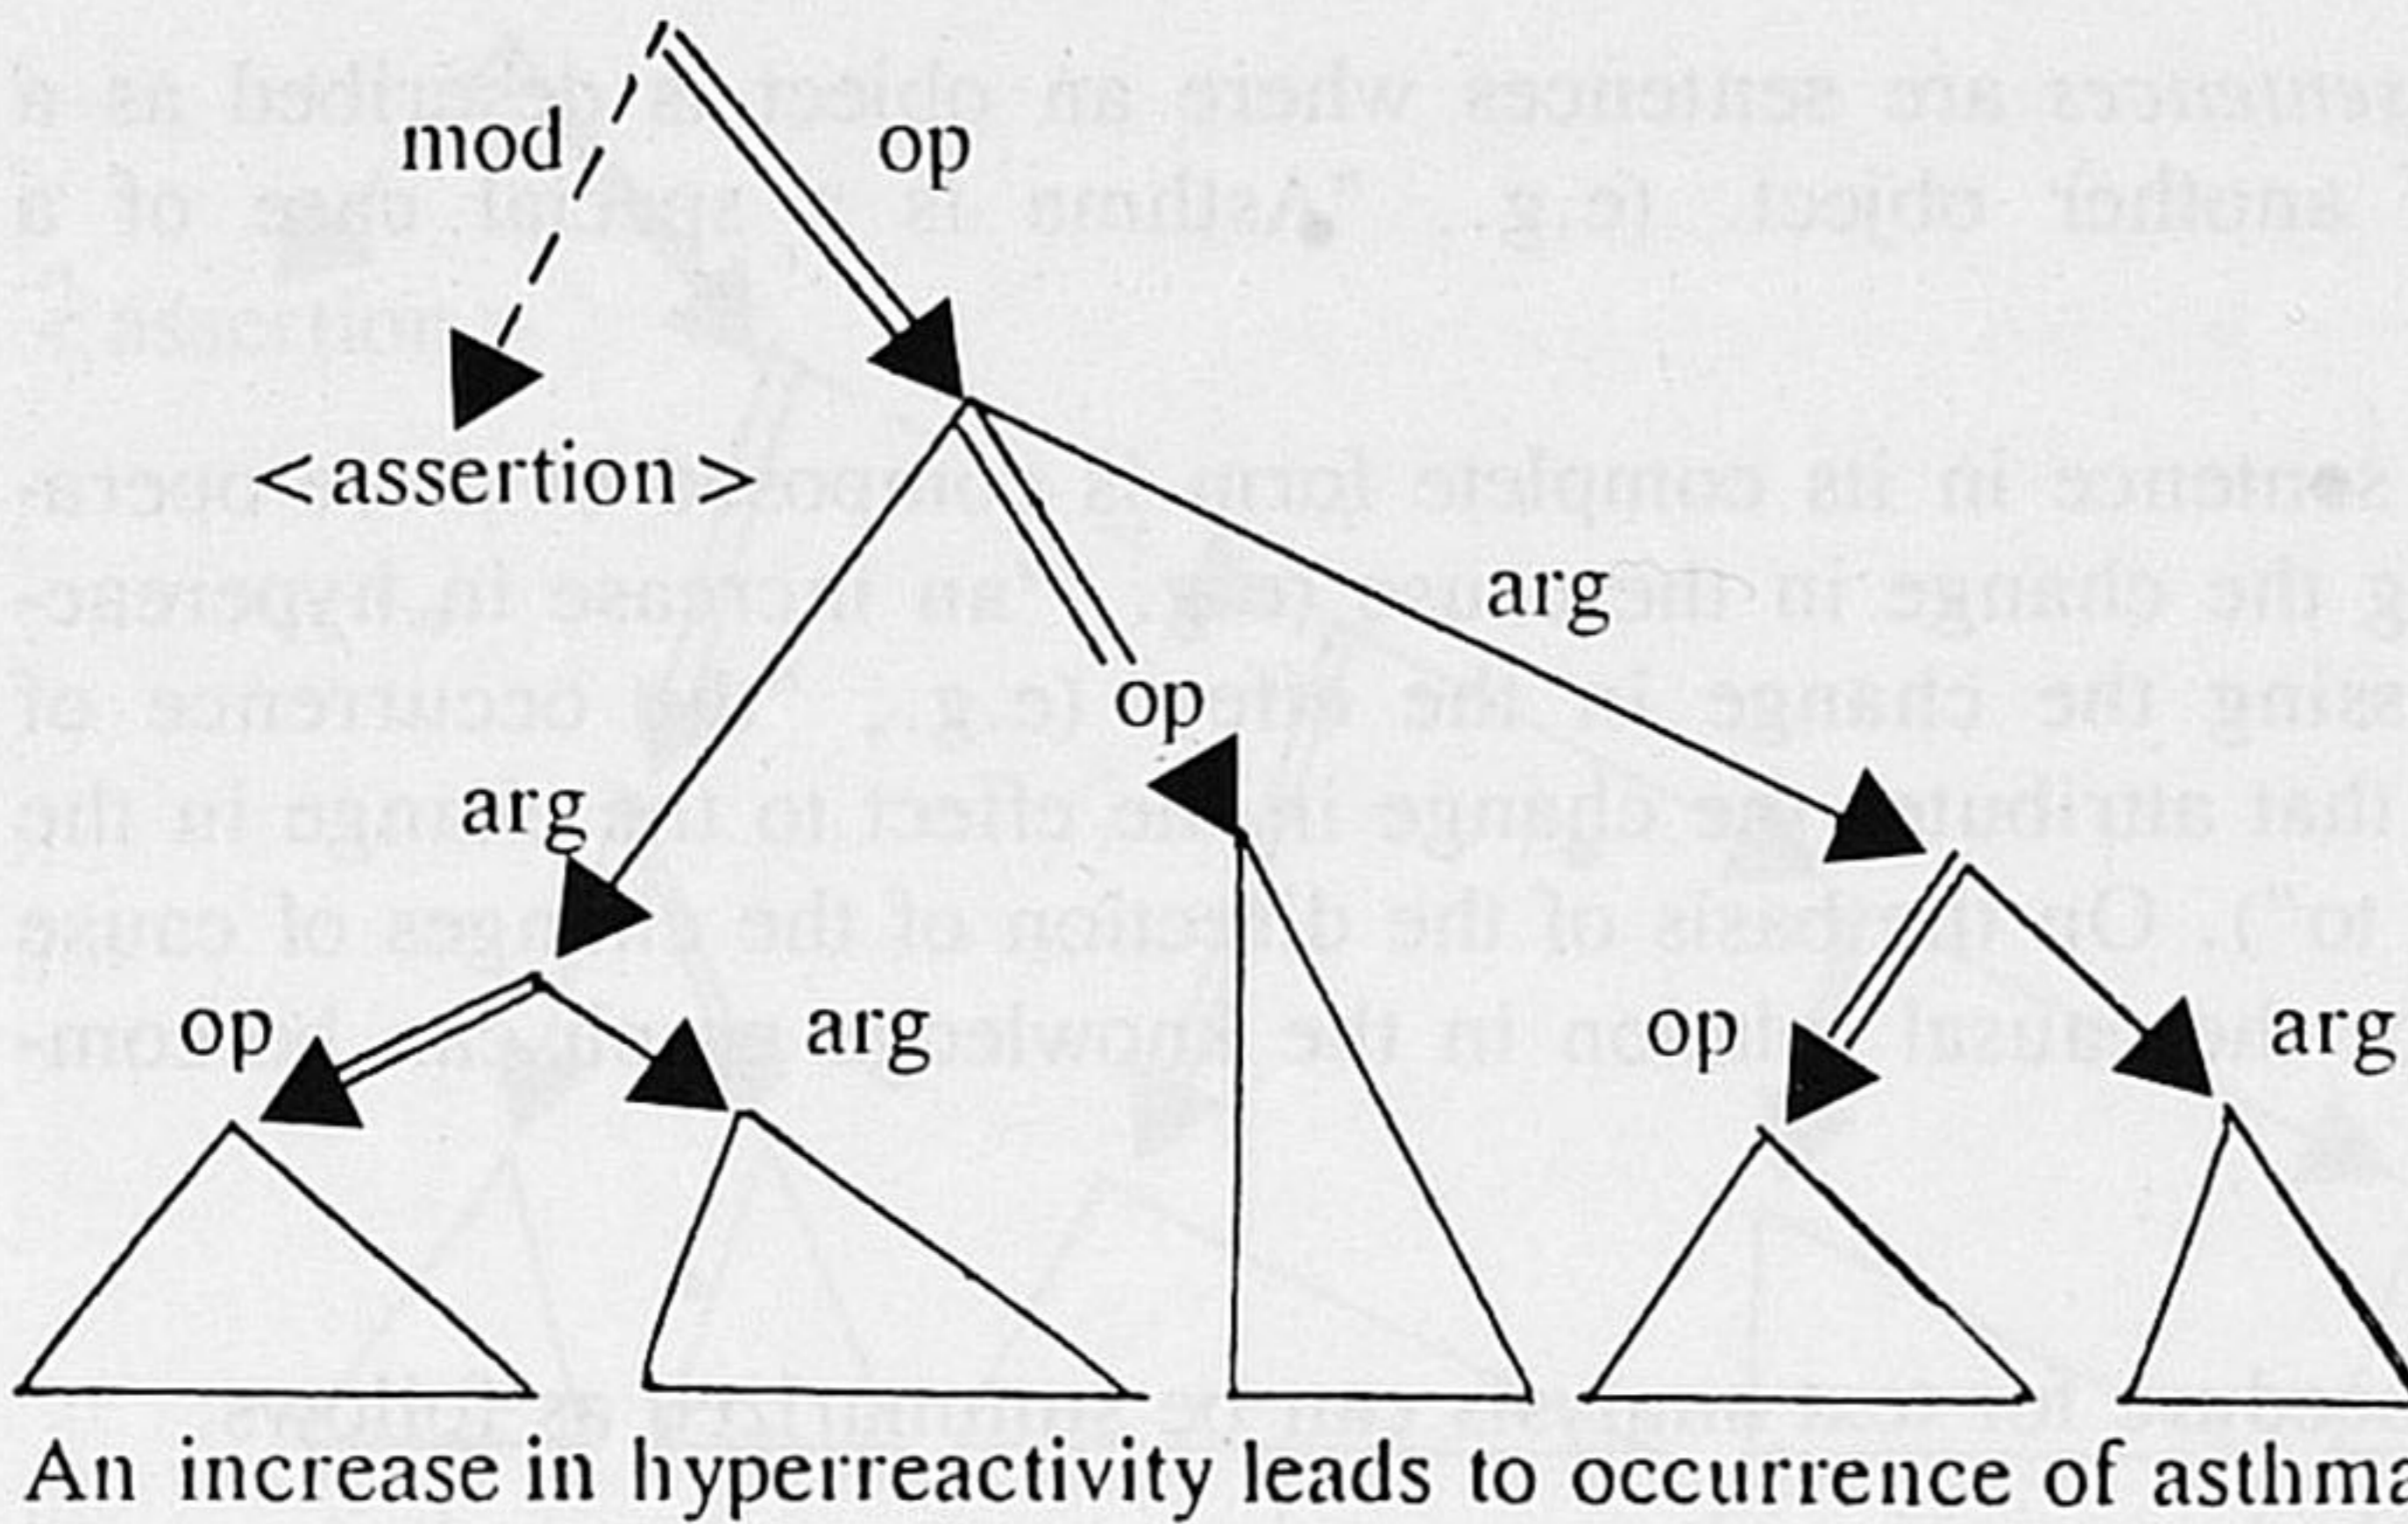 mod op
< assertion >
arg
op
arg
op arg op arg
An increase in hyperreactivity leads to occurrence of asthma